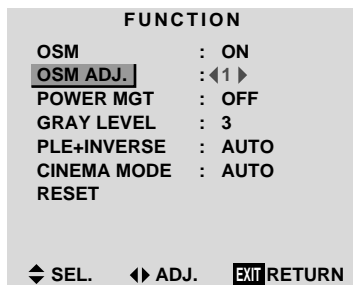 FUNCTION
OSM : ON
OSM ADJ. : 1
POWER MGT : OFF
GRAY LEVEL : 3
PLE+INVERSE : AUTO
CINEMA MODE : AUTO
RESET
SEL. ADJ. EXIT RETURN